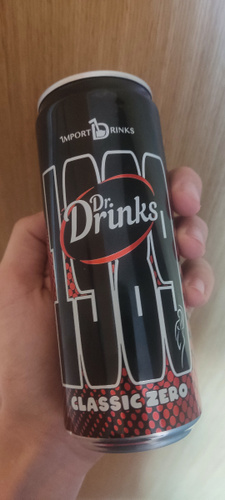 IMPORT DRINKS
Dr.
Drinks
CLASSIC ZERO